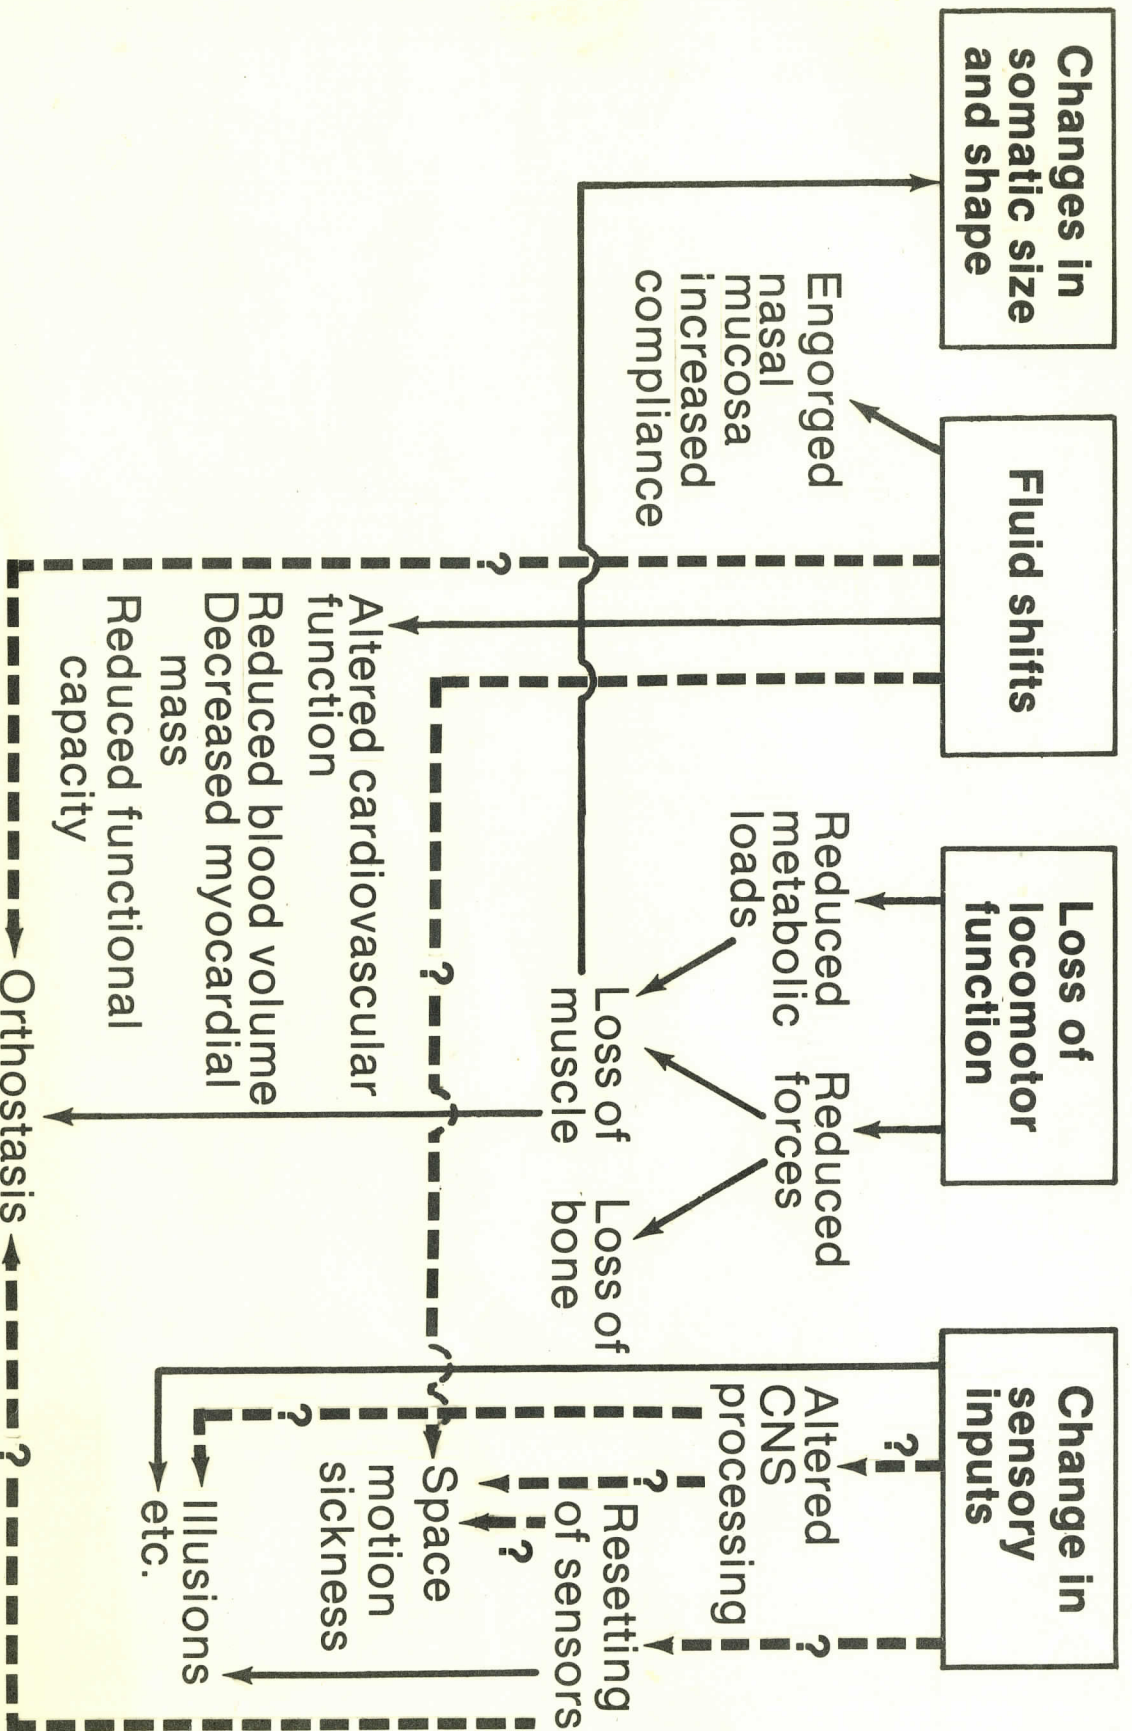 Changes in
somatic size
and shape
Fluid shifts
Loss of
locomotor
function
Change in
sensory
inputs
Engorged
nasal
mucosa
increased
compliance
Reduced
metabolic
loads
Reduced
forces
?
Altered
CNS
processing
?
?
Loss of
muscle
Loss of
bone
?
?
Resetting
of sensors
?
Altered cardiovascular
function
Reduced blood volume
Decreased myocardial
mass
Reduced functional
capacity
?
Space
motion
sickness
Illusions
etc.
Orthostasis
?